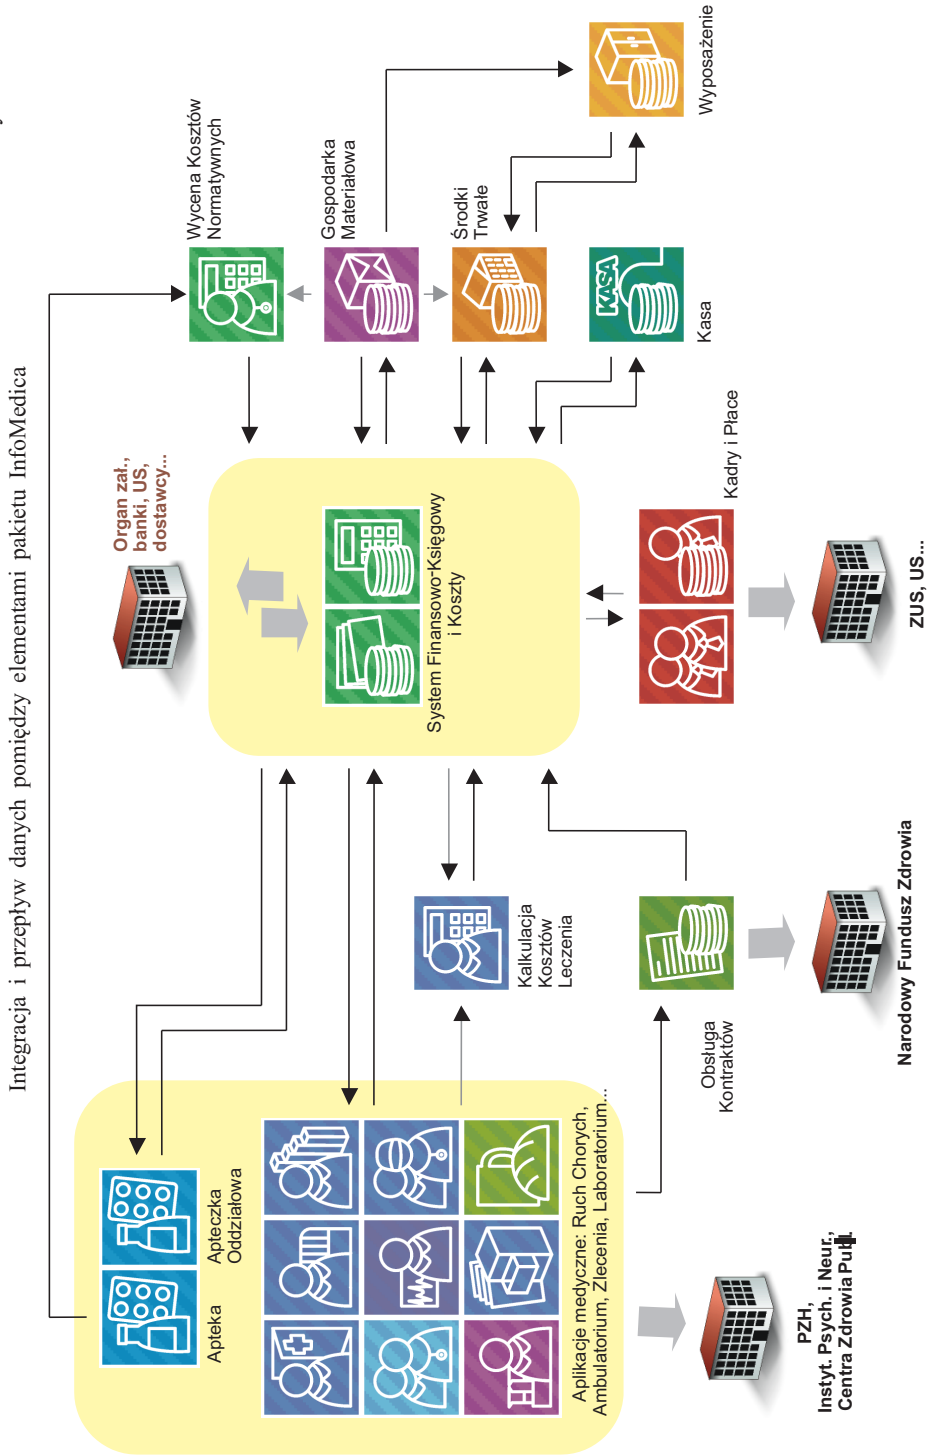 Integracja i przepływ danych pomiędzy elementami pakietu InfoMedica
Apteka
Apteczka
Oddziałowa
Aplikacje medyczne: Ruch Chorych,
Ambulatorium, Zlecenia, Laboratorium...
PZH,
Instyt. Psych. i Neur.,
Centra Zdrowia Publ.
Obsługa
Kontraktów
Narodowy Fundusz Zdrowia
Kalkulacja
Kosztów
Leczenia
Organ zał.,
banki, US,
dostawcy...
System Finansowo-Księgowy
i Koszty
Kadry i Płace
ZUS, US...
Wycena Kosztów
Normatywnych
Gospodarka
Materiałowa
Środki
Trwałe
KASA
Kasa
Wyposażenie